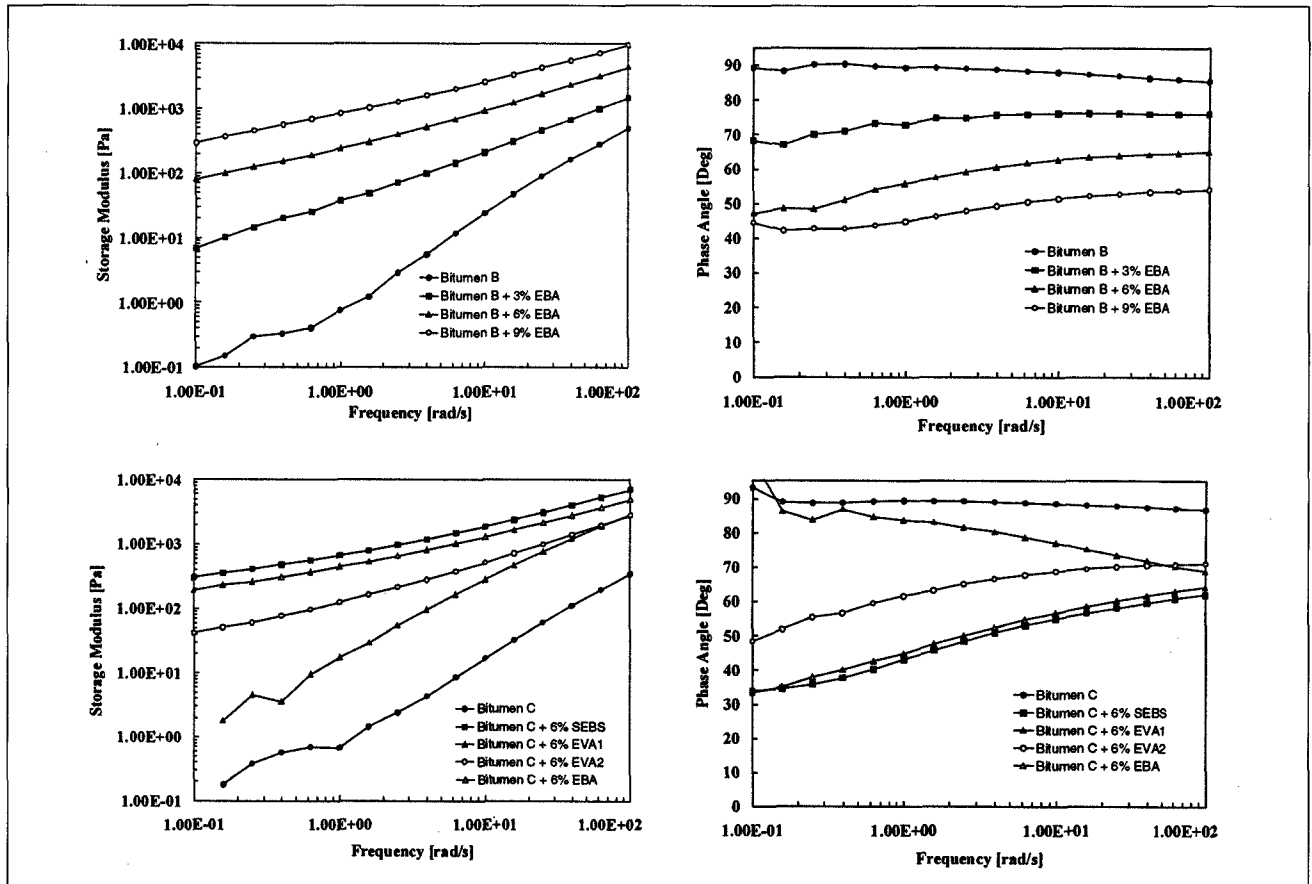 Storage Modulus [Pa]
1.00E+04
1.00E+03
1.00E+02
1.00E+01
1.00E+00
1.00E-01
Bitumen B
Bitumen B + 3% EBA
Bitumen B + 6% EBA
Bitumen B + 9% EBA
1.00E-01 1.00E+00 1.00E+01 1.00E+02
Frequency [rad/s]
Phase Angle [Deg]
90
80
70
60
50
40
30
20
10
0
Bitumen B
Bitumen B + 3% EBA
Bitumen B + 6% EBA
Bitumen B + 9% EBA
1.00E-01 1.00E+00 1.00E+01 1.00E+02
Frequency [rad/s]
Storage Modulus [Pa]
1.00E+04
1.00E+03
1.00E+02
1.00E+01
1.00E+00
1.00E-01
Bitumen C
Bitumen C + 6% SEBS
Bitumen C + 6% EVA1
Bitumen C + 6% EVA2
Bitumen C + 6% EBA
1.00E-01 1.00E+00 1.00E+01 1.00E+02
Frequency [rad/s]
Phase Angle [Deg]
90
80
70
60
50
40
30
20
10
0
Bitumen C
Bitumen C + 6% SEBS
Bitumen C + 6% EVA1
Bitumen C + 6% EVA2
Bitumen C + 6% EBA
1.00E-01 1.00E+00 1.00E+01 1.00E+02
Frequency [rad/s]